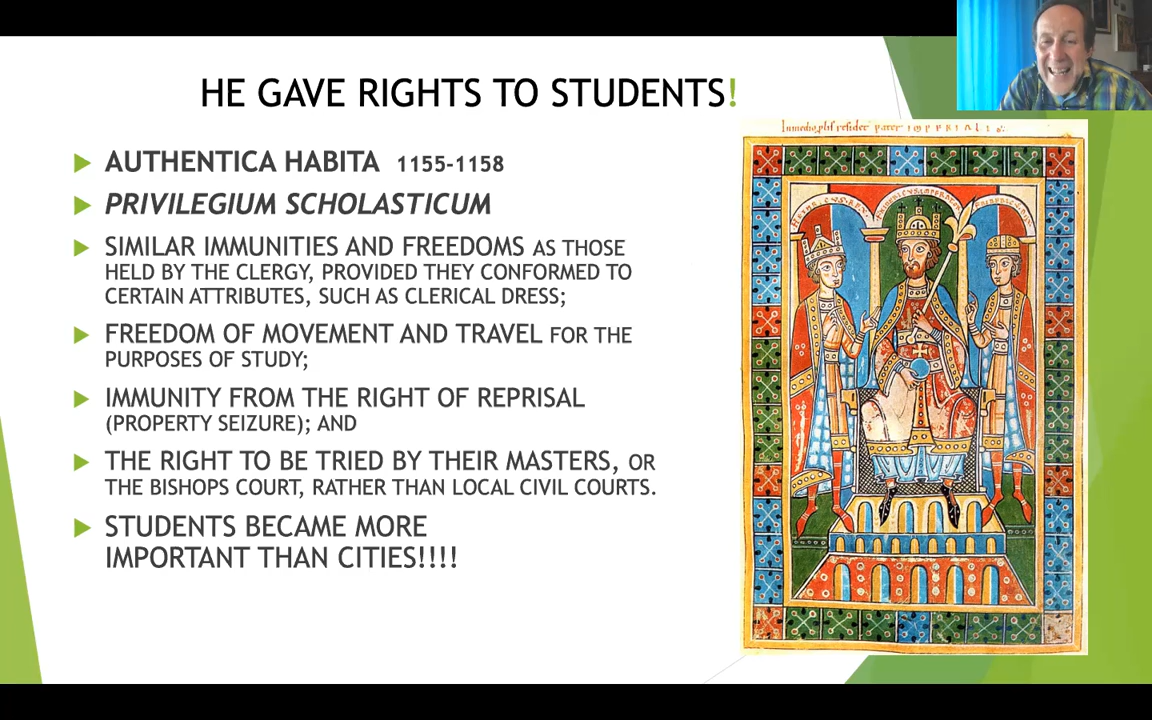 HE GAVE RIGHTS TO STUDENTS!
AUTHENTICA HABITA 1155-1158
PRIVILEGIUM SCHOLASTICUM
SIMILAR IMMUNITIES AND FREEDOMS AS THOSE
HELD BY THE CLERGY, PROVIDED THEY CONFORMED TO
CERTAIN ATTRIBUTES, SUCH AS CLERICAL DRESS;
FREEDOM OF MOVEMENT AND TRAVEL FOR THE
PURPOSES OF STUDY;
IMMUNITY FROM THE RIGHT OF REPRISAL
(PROPERTY SEIZURE); AND
THE RIGHT TO BE TRIED BY THEIR MASTERS, OR
THE BISHOPS COURT, RATHER THAN LOCAL CIVIL COURTS.
STUDENTS BECAME MORE
IMPORTANT THAN CITIES!!!!